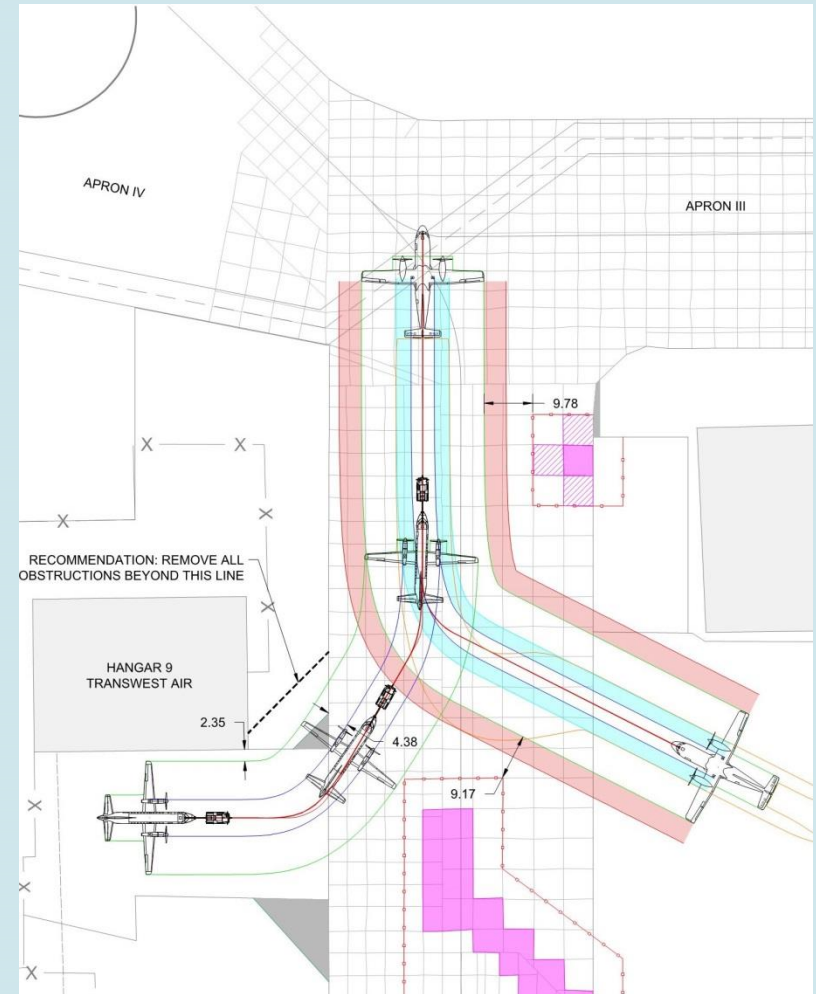 APRON IV
APRON III
9.78
X
X
X
X
RECOMMENDATION: REMOVE ALL
OBSTRUCTIONS BEYOND THIS LINE
X
HANGAR 9
TRANSWEST AIR
2.35
4.38
9.17
X
X
X